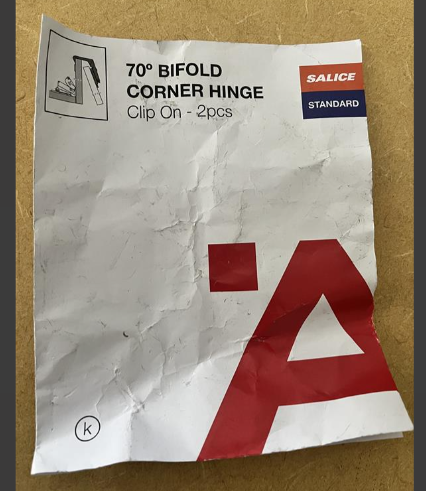 70º BIFOLD
CORNER HINGE
Clip On - 2pcs
SALICE
STANDARD
A
k